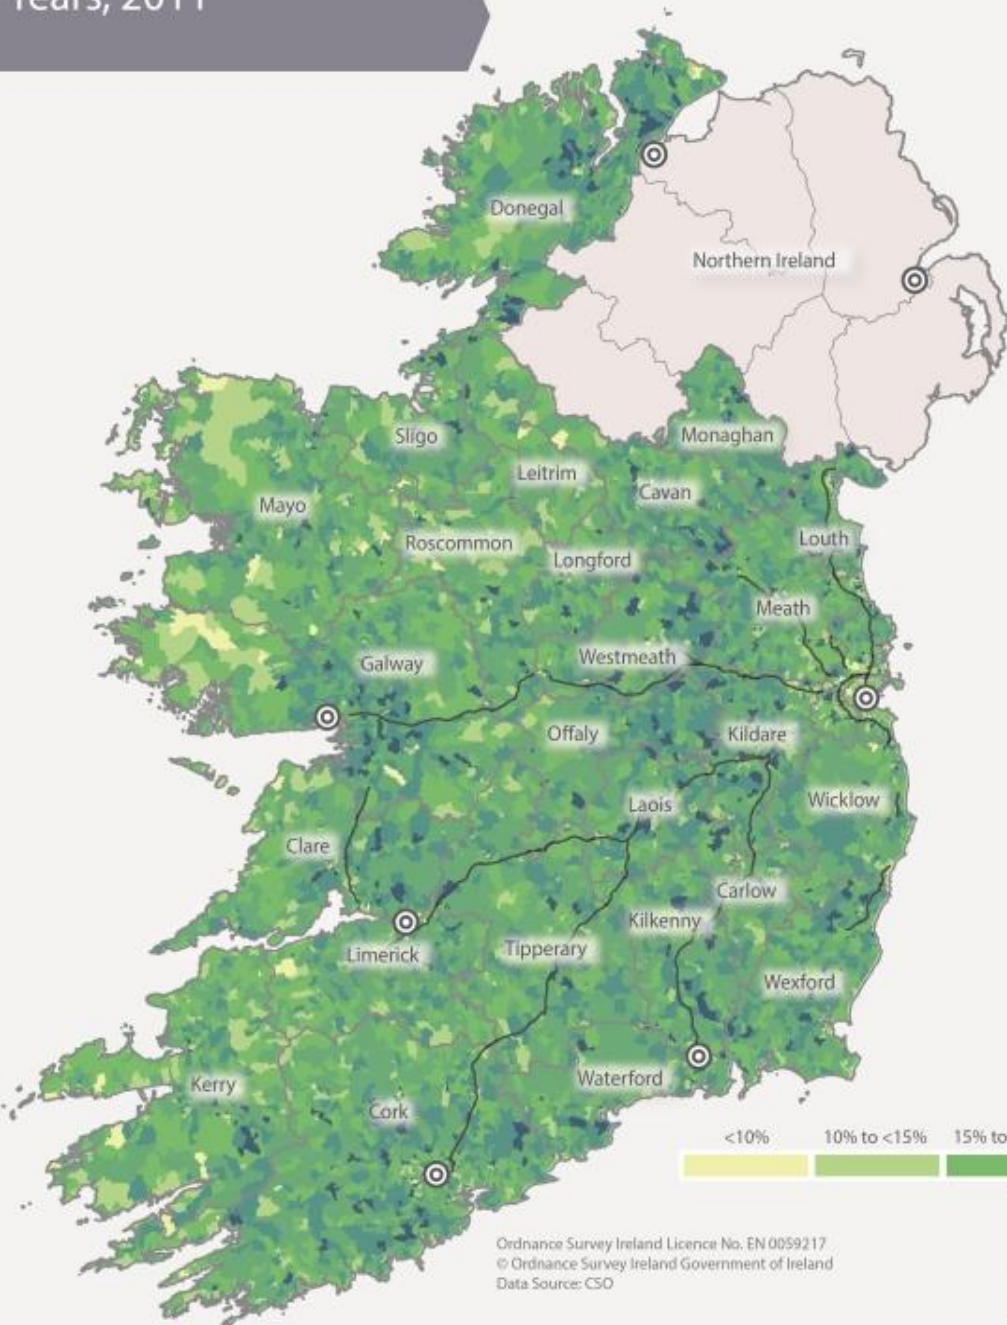 Years, 2011
Donegal
Northern Ireland
Sligo
Monaghan
Leitrim
Cavan
Mayo
Roscommon
Louth
Longford
Meath
Galway
Westmeath
Offaly
Kildare
Laois
Wicklow
Clare
Carlow
Kilkenny
Limerick
Tipperary
Wexford
Waterford
Kerry
Cork
<10%
10% to <15%
15% to
Ordnance Survey Ireland Licence No. EN 0059217
© Ordnance Survey Ireland Government of Ireland
Data Source: CSO